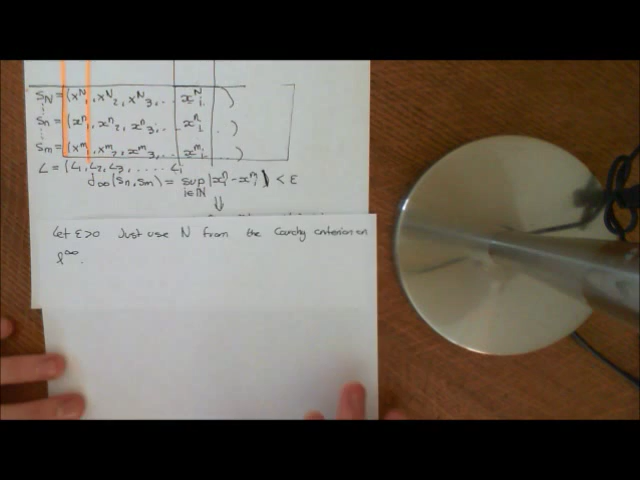 S_N = (x^N_1, x^N_2, x^N_3, ... x^N_i )
⋮
S_n = (x^n_1, x^n_2, x^n_3, ... x^n_i )
⋮
S_m = (x^m_1, x^m_2, x^m_3, ... x^m_i )
L = (L_1, L_2, L_3, ..... L_i
d_∞(S_n, S_m) = sup_{i∈ℕ} |x^n_i - x^m_i| < ε
⇓
Let ε>0 Just use N from the Cauchy criterion on
l^∞.